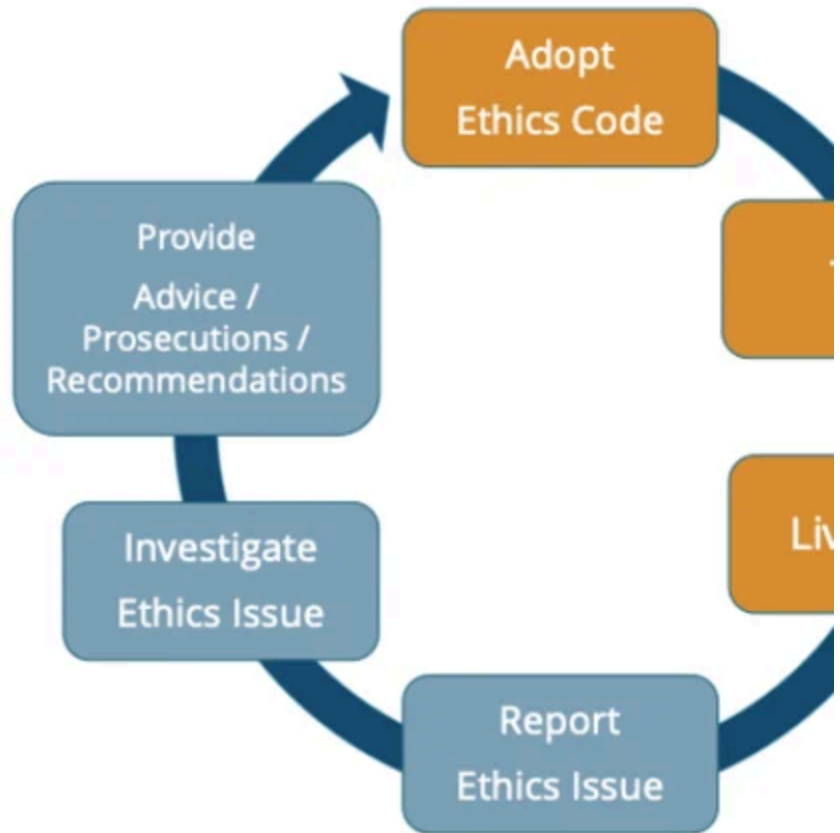 Adopt
Ethics Code
Provide
Advice /
Prosecutions /
Recommendations
Investigate
Ethics Issue
Report
Ethics Issue